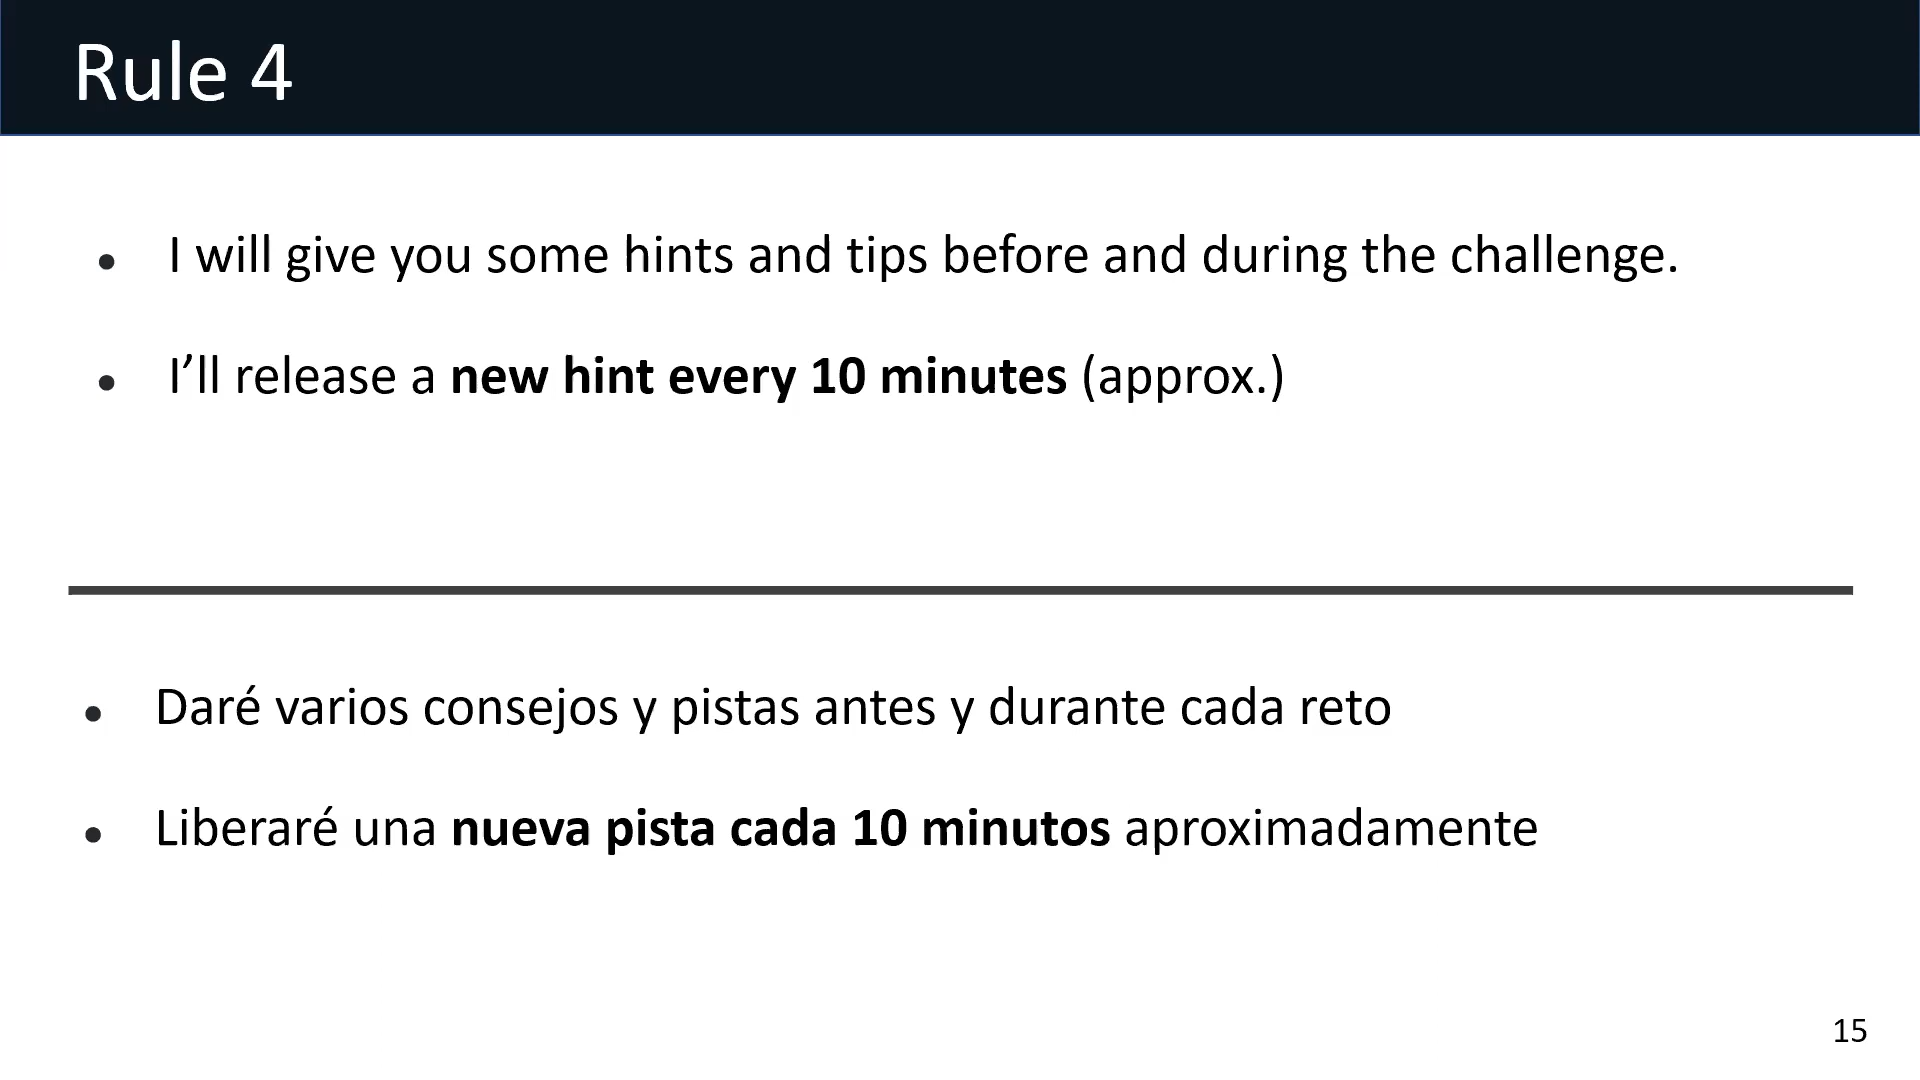 Rule 4
• I will give you some hints and tips before and during the challenge.
• I’ll release a new hint every 10 minutes (approx.)
• Daré varios consejos y pistas antes y durante cada reto
• Liberaré una nueva pista cada 10 minutos aproximadamente
15